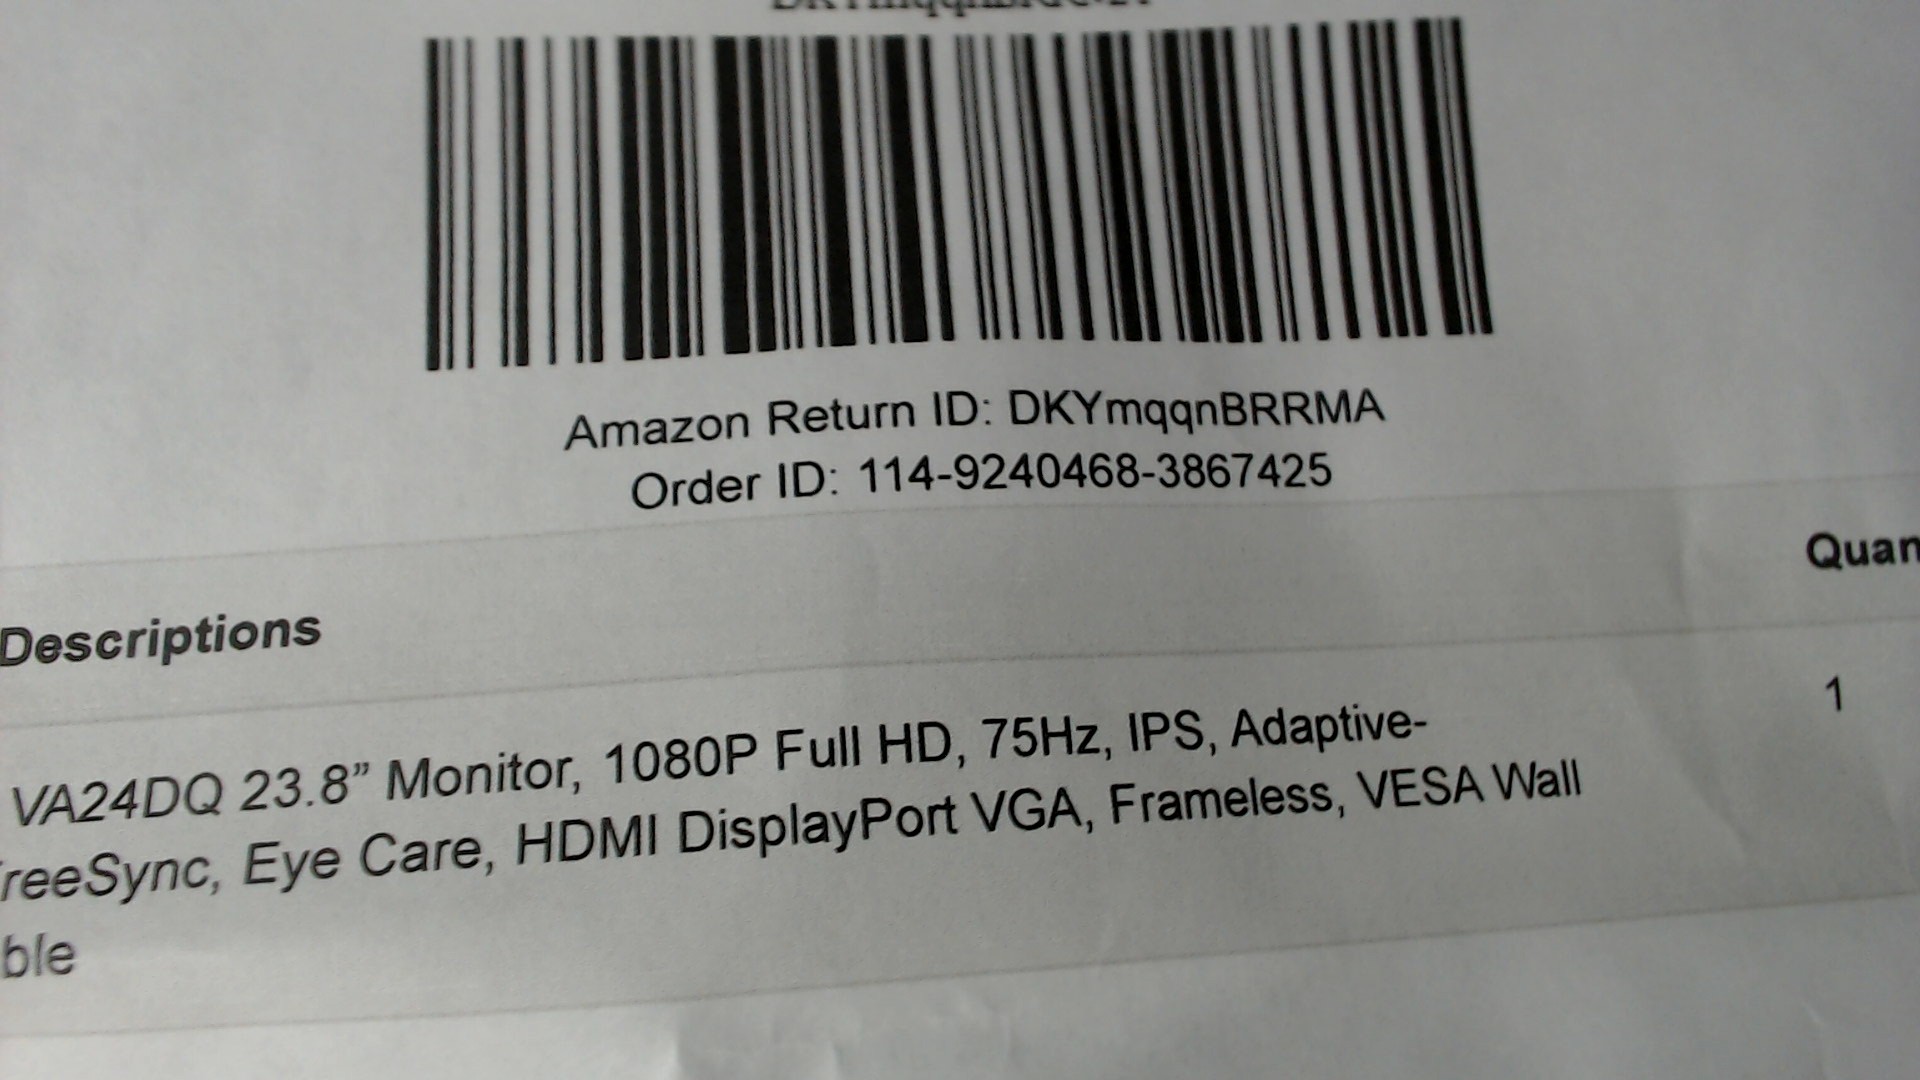 Amazon Return ID: DKYmqqnBRRMA
Order ID: 114-9240468-3867425
Descriptions
Quan
VA24DQ 23.8” Monitor, 1080P Full HD, 75Hz, IPS, Adaptive-
1
reeSync, Eye Care, HDMI DisplayPort VGA, Frameless, VESA Wall
ble